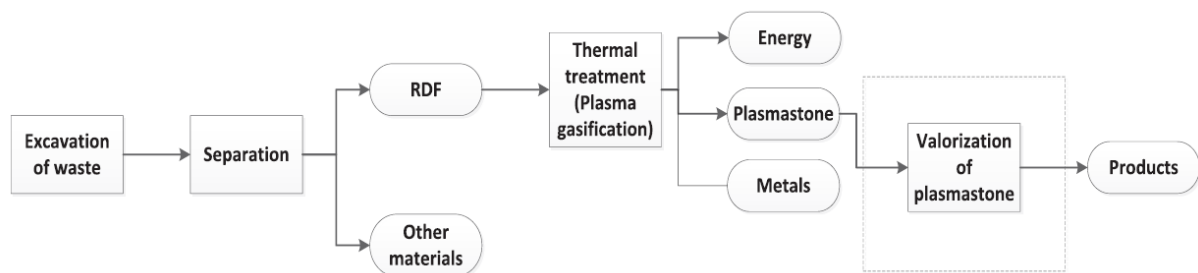 Excavation
of waste
Separation
RDF
Other
materials
Thermal
treatment
(Plasma
gasification)
Energy
Plasmastone
Metals
Valorization
of
plasmastone
Products